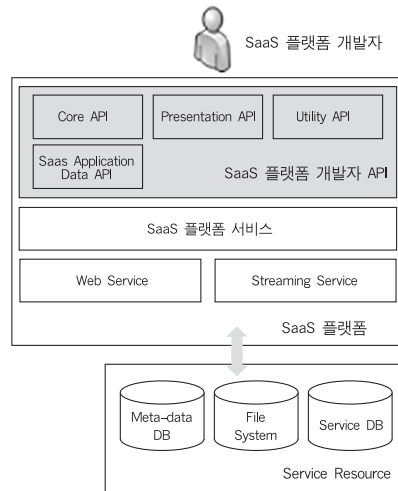 SaaS 플랫폼 개발자
Core API
Presentation API
Utility API
Saas Application
Data API
SaaS 플랫폼 개발자 API
SaaS 플랫폼 서비스
Web Service
Streaming Service
SaaS 플랫폼
Meta-data
DB
File
System
Service DB
Service Resource